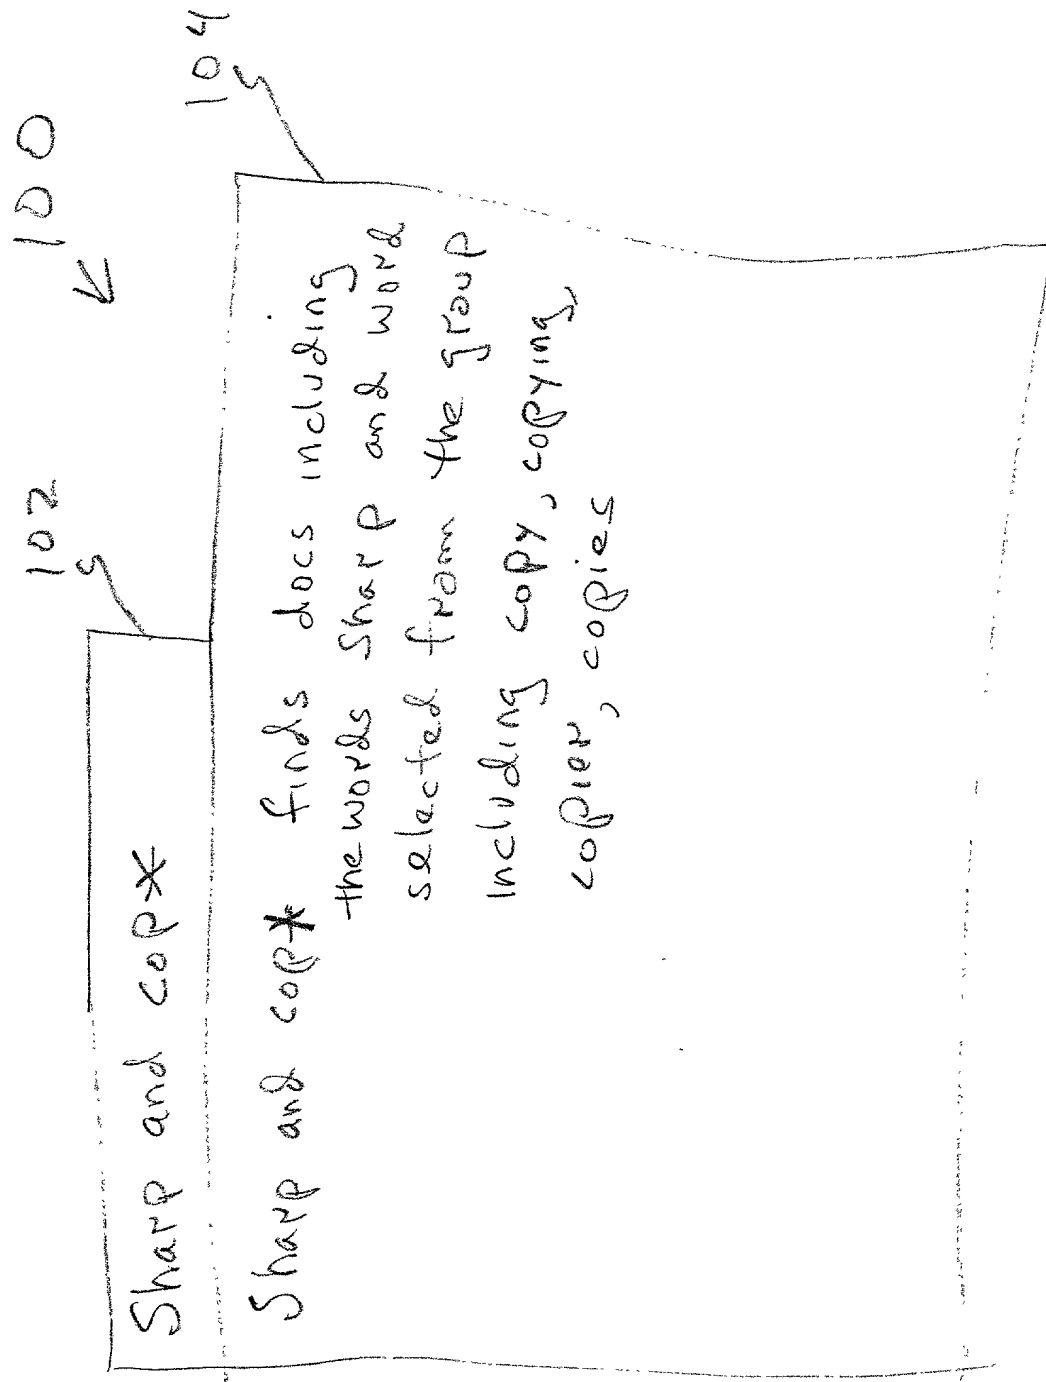 100
102
104
Sharp and cop*
Sharp and cop* finds docs including
the words Sharp and word
selected from the group
including copy, copying,
copier, copies